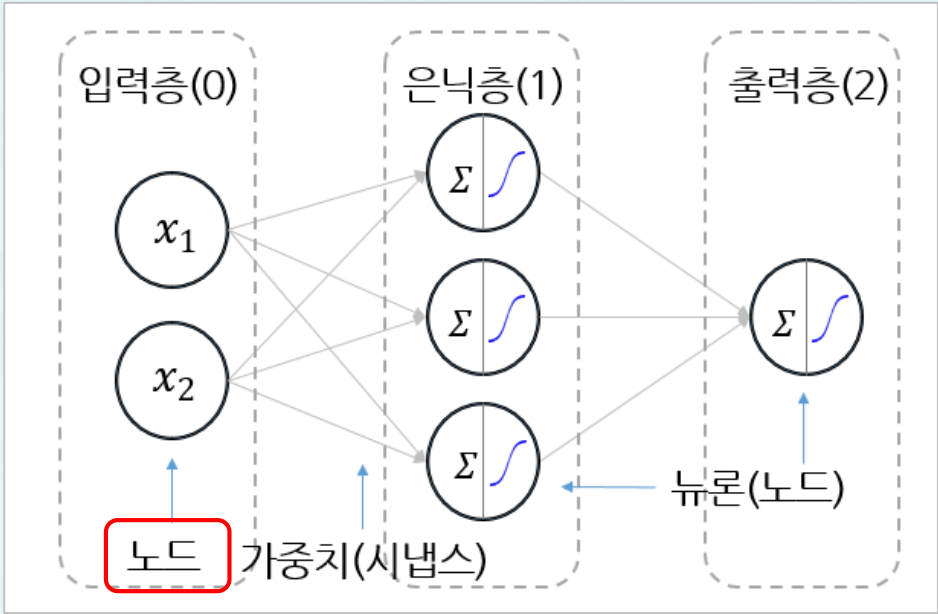 입력층(0)
은닉층(1)
출력층(2)
x₁
x₂
Σ
Σ
Σ
Σ
노드
가중치(시냅스)
뉴론(노드)